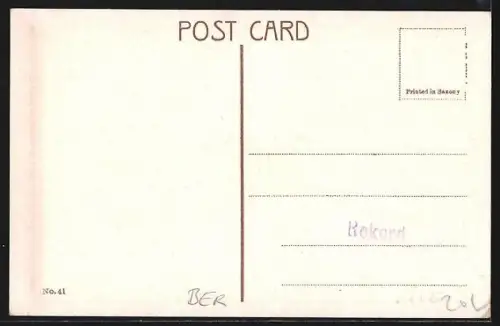 POST CARD
Printed in Saxony
Rekord
No. 41
BER